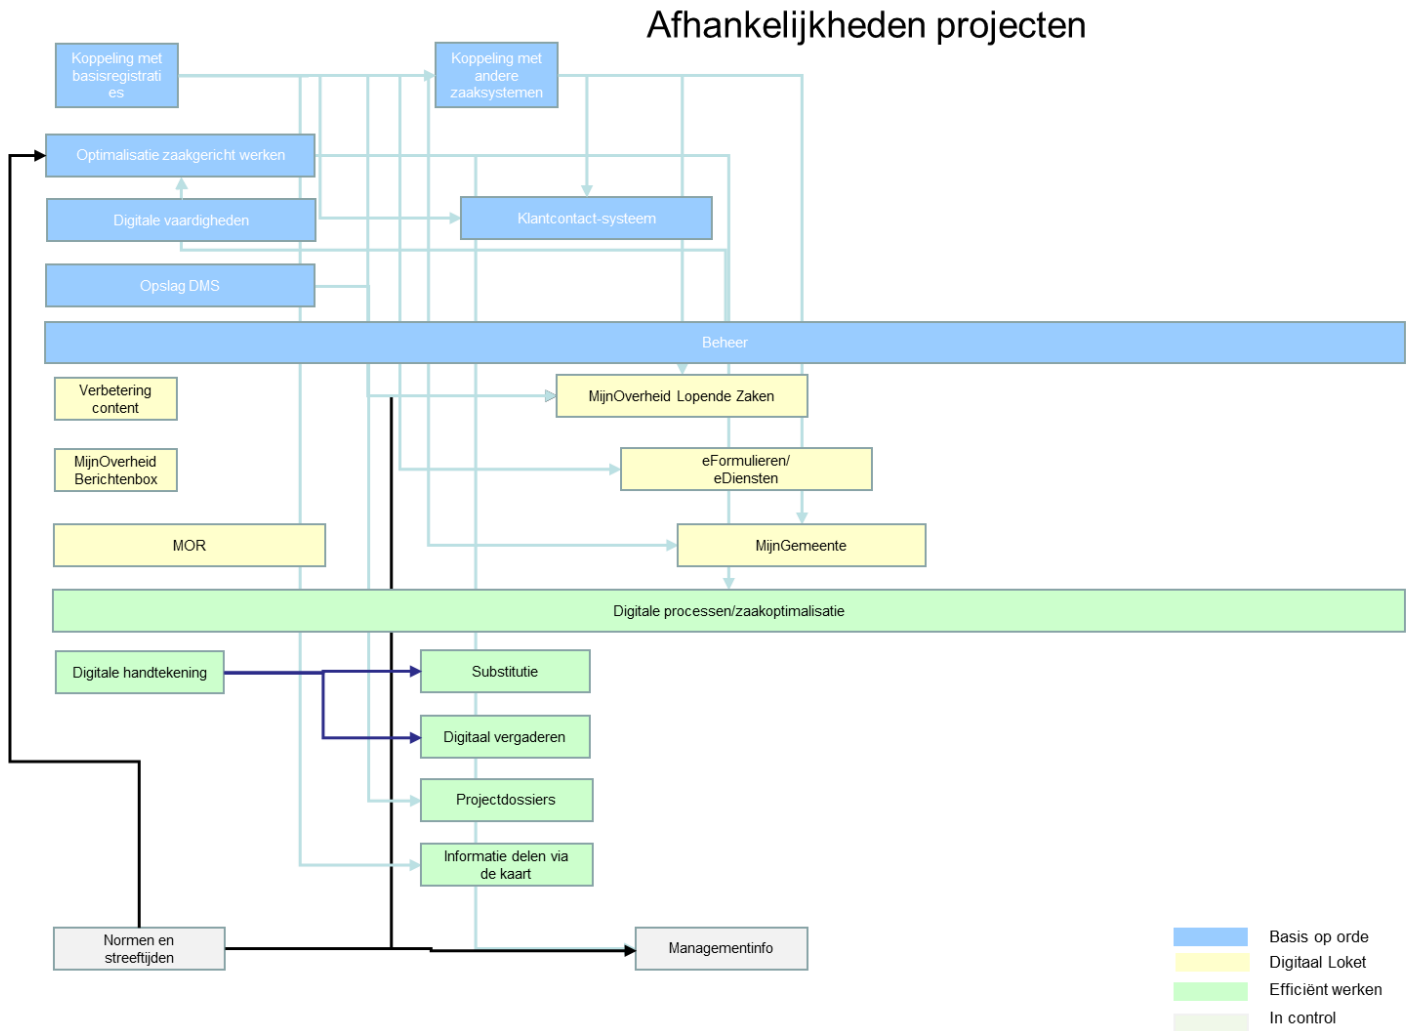 Afhankelijkheden projecten
Koppeling met
basisregistrati
es
Koppeling met
andere
zaaksystemen
Optimalisatie zaakgericht werken
Digitale vaardigheden
Klantcontact-systeem
Opslag DMS
Beheer
Verbetering
content
MijnOverheid Lopende Zaken
MijnOverheid
Berichtenbox
eFormulieren/
eDiensten
MOR
MijnGemeente
Digitale processen/zaakoptimalisatie
Digitale handtekening
Substitutie
Digitaal vergaderen
Projectdossiers
Informatie delen via
de kaart
Normen en
streeftijden
Managementinfo
Basis op orde
Digitaal Loket
Efficiënt werken
In control